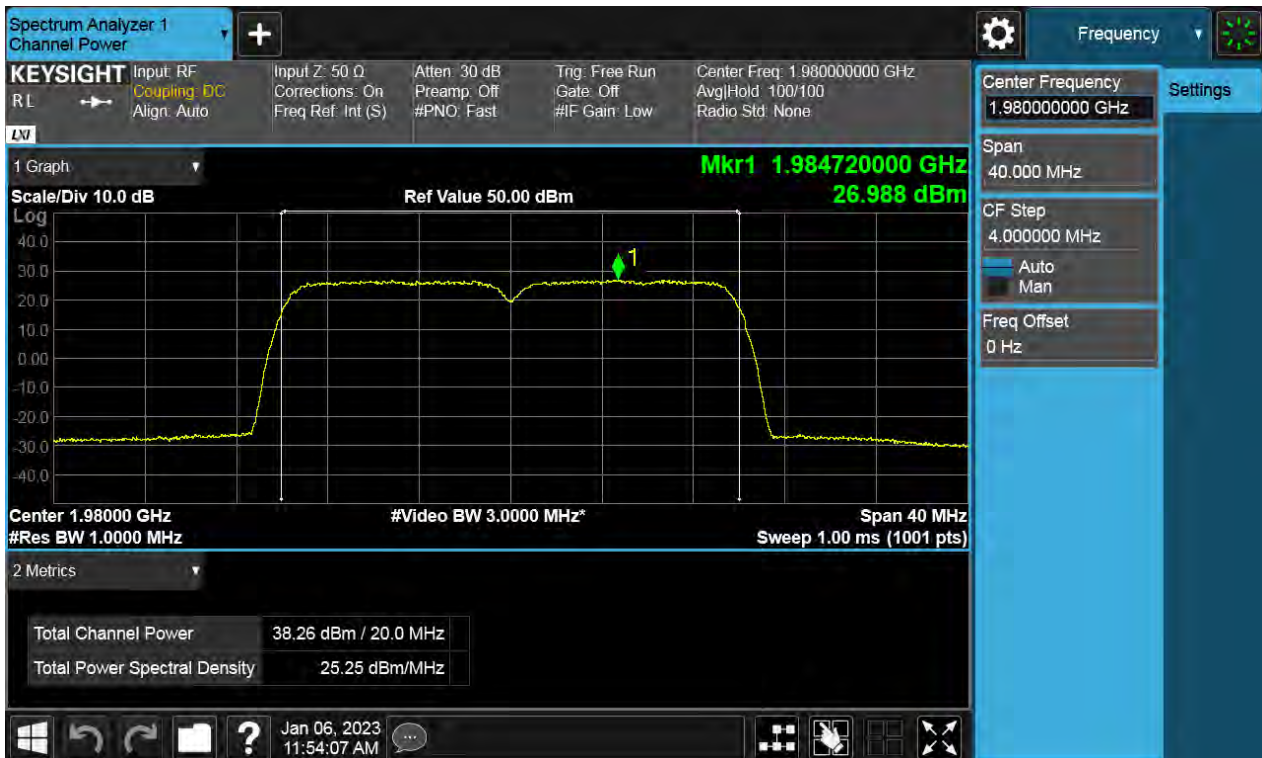 Spectrum Analyzer 1
Channel Power
+
Frequency
KEYSIGHT
RL
LXI
Input: RF
Coupling: DC
Align: Auto
Input Z: 50 Ω
Corrections: On
Freq Ref: Int (S)
Atten: 30 dB
Preamp: Off
#PNO: Fast
Trig: Free Run
Gate: Off
#IF Gain: Low
Center Freq: 1.980000000 GHz
Avg|Hold: 100/100
Radio Std: None
Center Frequency
1.980000000 GHz
Settings
Span
40.000 MHz
CF Step
4.000000 MHz
Auto
Man
Freq Offset
0 Hz
1 Graph
Mkr1 1.984720000 GHz
26.988 dBm
Scale/Div 10.0 dB
Ref Value 50.00 dBm
Log
40.0
30.0
20.0
10.0
0.00
-10.0
-20.0
-30.0
-40.0
1
Center 1.98000 GHz
#Video BW 3.0000 MHz*
Span 40 MHz
#Res BW 1.0000 MHz
Sweep 1.00 ms (1001 pts)
2 Metrics
Total Channel Power 38.26 dBm / 20.0 MHz
Total Power Spectral Density 25.25 dBm/MHz
?
Jan 06, 2023
11:54:07 AM